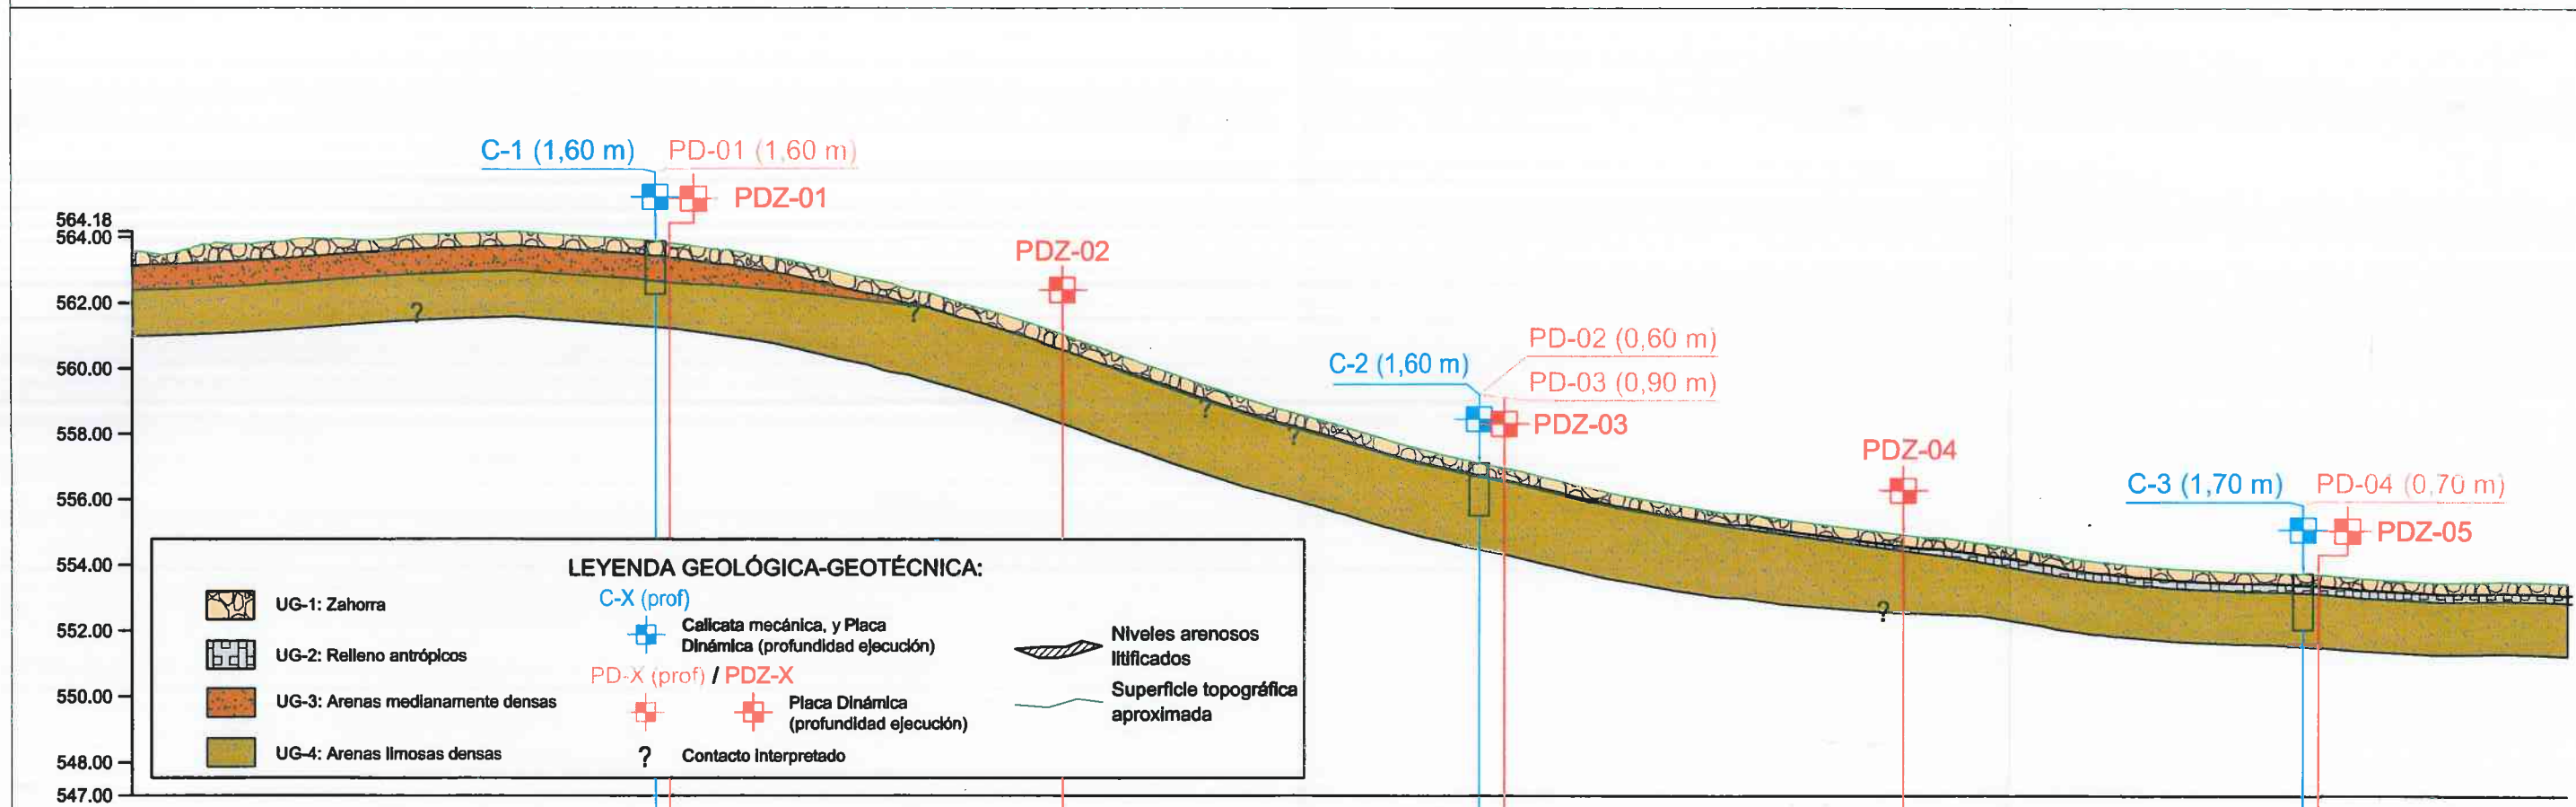 C-1 (1,60 m)
PD-01 (1,60 m)
PDZ-01
564.18
564.00
PDZ-02
562.00
?
?
PD-02 (0,60 m)
C-2 (1,60 m)
560.00
PD-03 (0,90 m)
?
PDZ-03
558.00
?
PDZ-04
C-3 (1,70 m)
PD-04 (0,70 m)
556.00
PDZ-05
554.00
?
552.00
550.00
548.00
547.00
LEYENDA GEOLÓGICA-GEOTÉCNICA:
UG-1: Zahorra
UG-2: Relleno antrópicos
UG-3: Arenas medianamente densas
UG-4: Arenas limosas densas
C-X (prof)
Calicata mecánica, y Placa
Dinámica (profundidad ejecución)
PD-X (prof) / PDZ-X
Placa Dinámica
(profundidad ejecución)
? Contacto Interpretado
Niveles arenosos
litificados
Superficie topográfica
aproximada